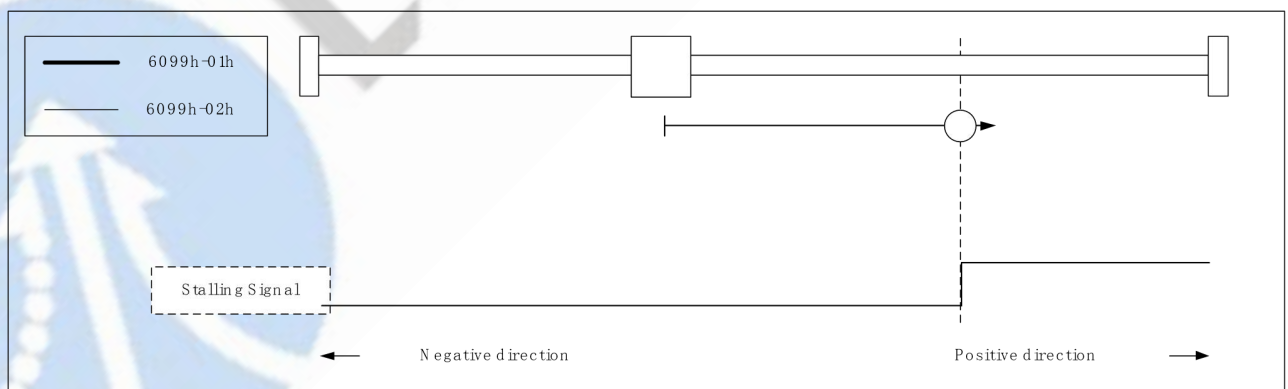 6099h-01h
6099h-02h
Stalling Signal
Negative direction
Positive direction